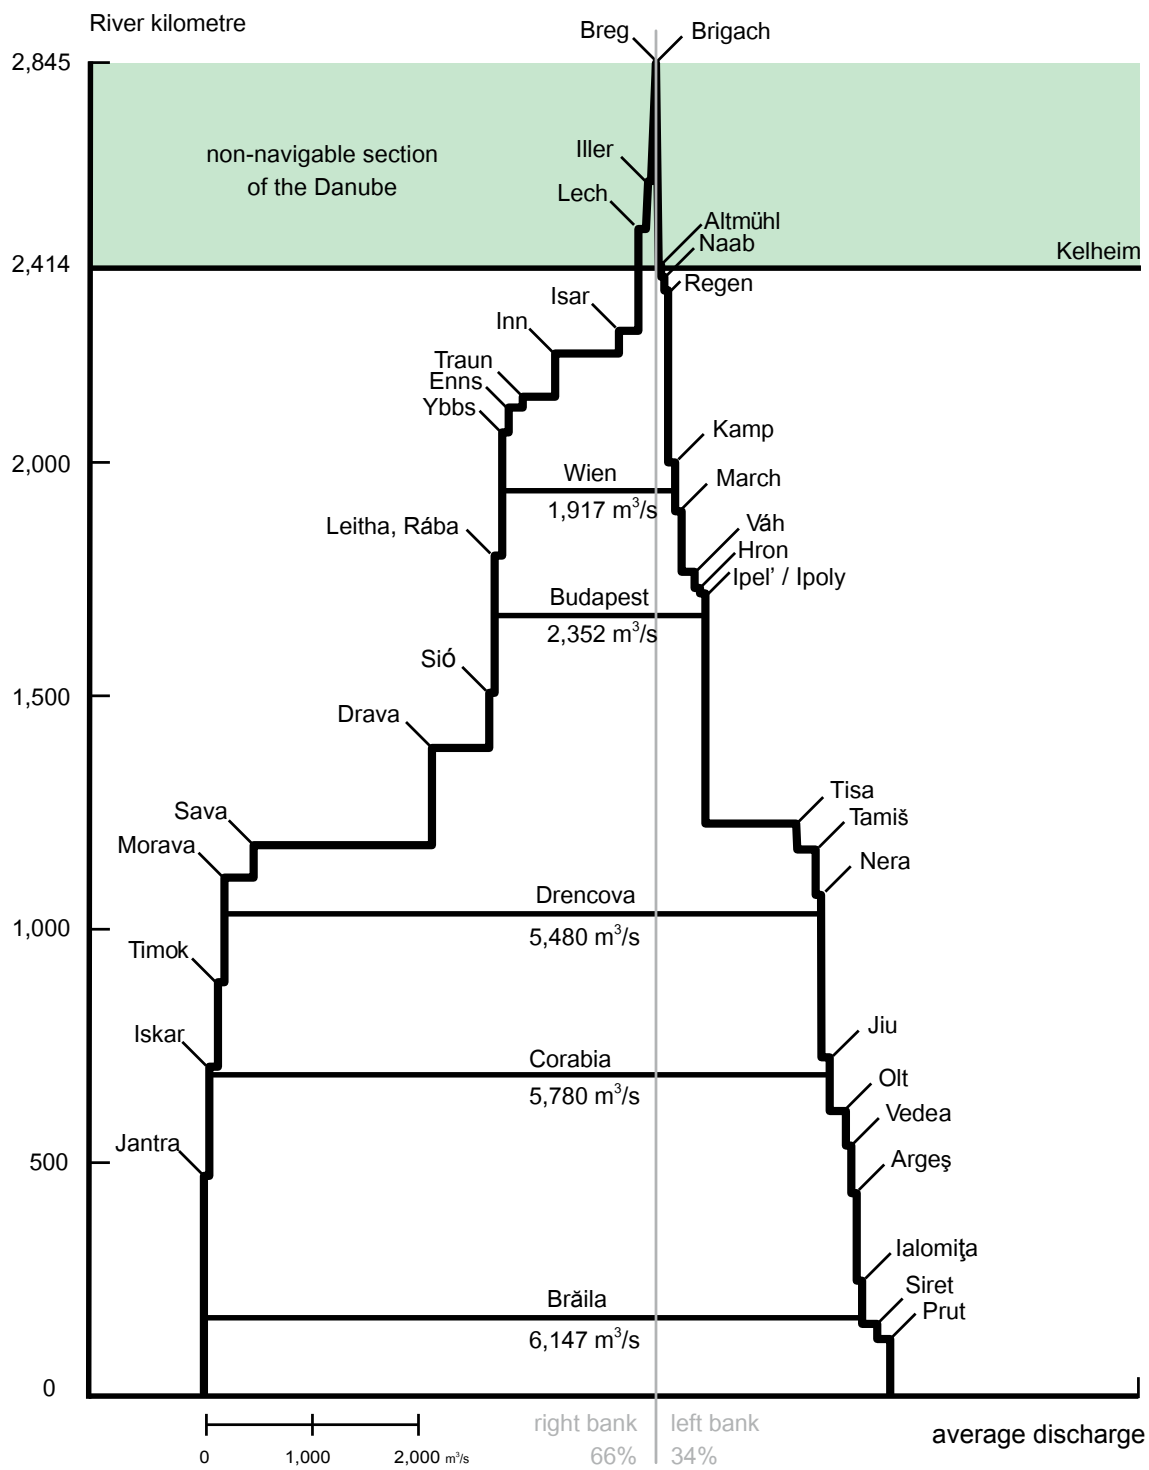 River kilometre
Breg
Brigach
2,845
non-navigable section
of the Danube
Iller
Lech
Altmühl
Naab
Kelheim
2,414
Regen
Isar
Inn
Traun
Enns
Ybbs
Kamp
2,000
Wien
March
1,917 m³/s
Leitha, Rába
Váh
Hron
Ipel’ / Ipoly
Budapest
2,352 m³/s
Sió
1,500
Drava
Tisa
Sava
Tamiš
Morava
Nera
Drencova
1,000
5,480 m³/s
Timok
Jiu
Iskar
Corabia
Olt
5,780 m³/s
Vedea
Jantra
500
Argeş
Ialomiţa
Siret
Brăila
Prut
6,147 m³/s
0
right bank
left bank
average discharge
66%
34%
0
1,000
2,000 m³/s